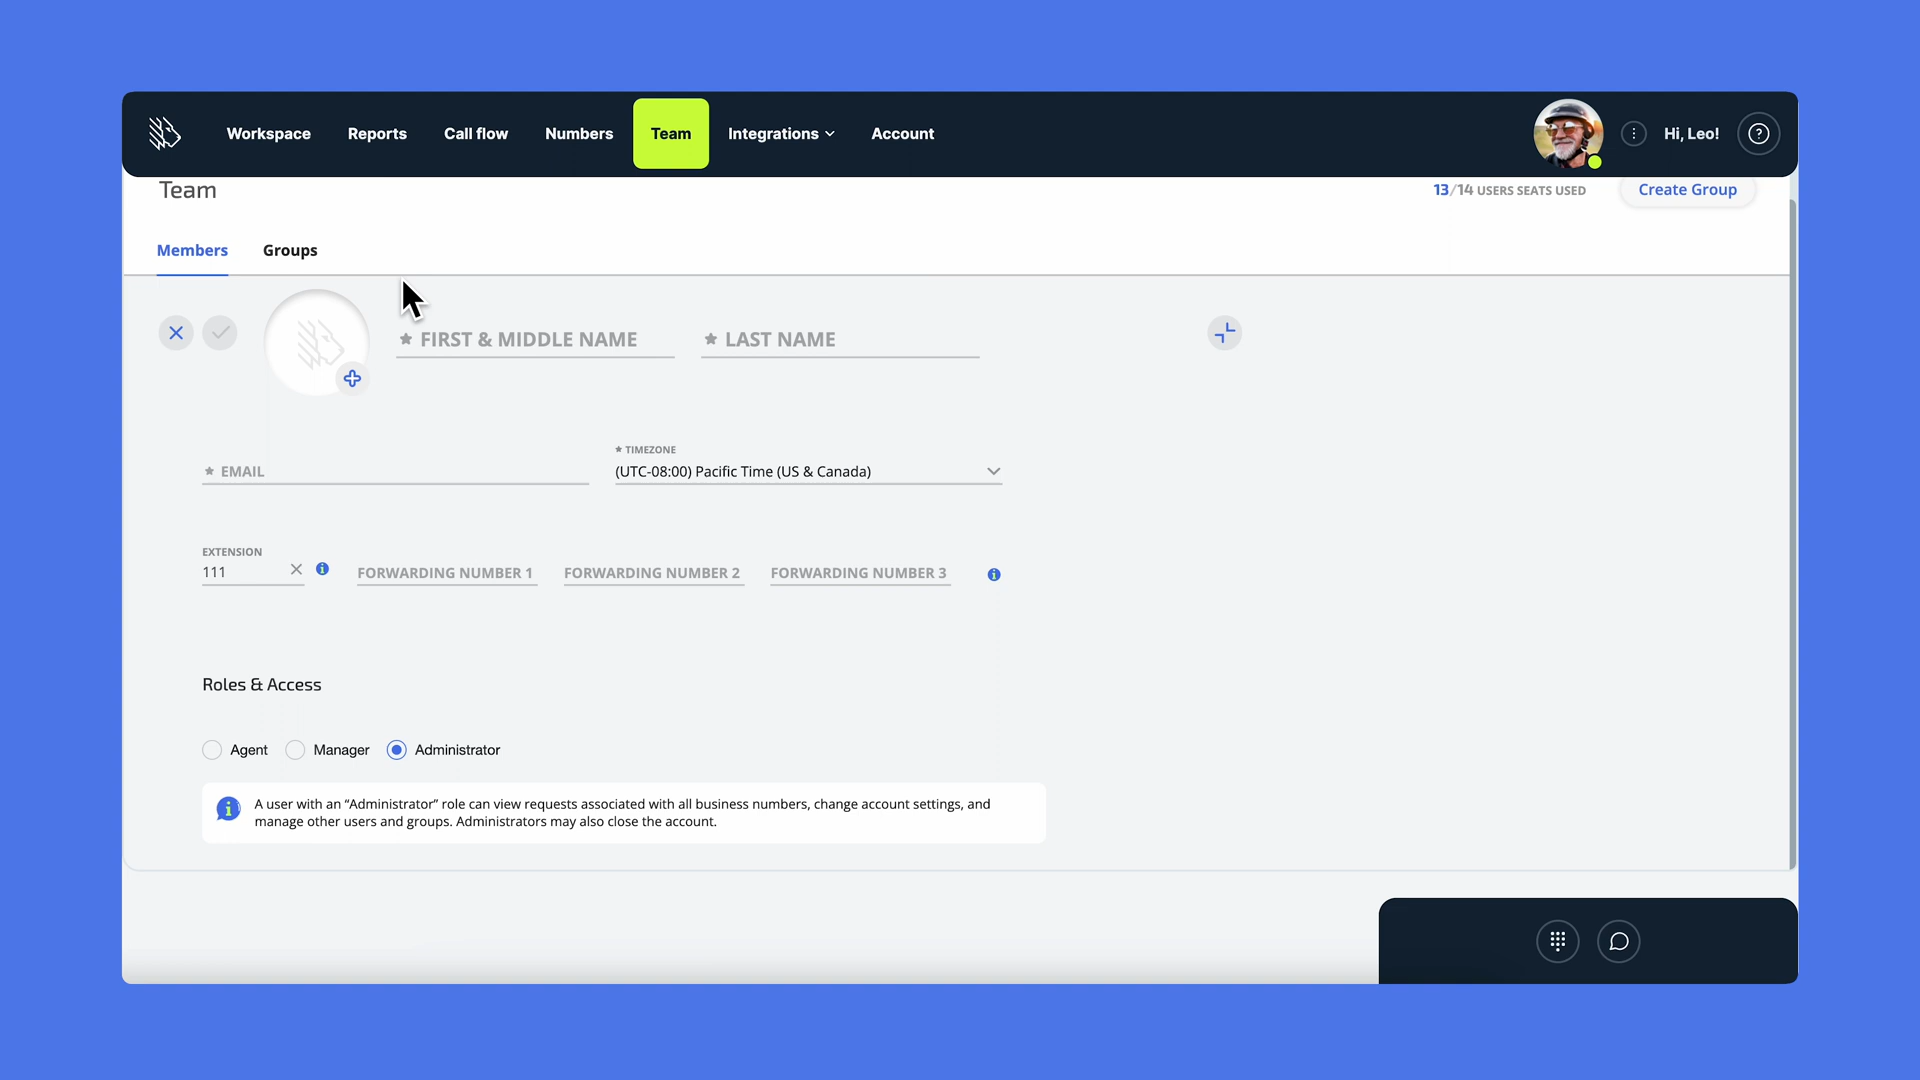 Workspace
Reports
Call flow
Numbers
Team
Integrations
Account
Hi, Leo!
Team
13/14 USERS SEATS USED
Create Group
Members
Groups
* FIRST & MIDDLE NAME
* LAST NAME
* TIMEZONE
* EMAIL
(UTC-08:00) Pacific Time (US & Canada)
EXTENSION
111
FORWARDING NUMBER 1
FORWARDING NUMBER 2
FORWARDING NUMBER 3
Roles & Access
Agent
Manager
Administrator
A user with an “Administrator” role can view requests associated with all business numbers, change account settings, and
manage other users and groups. Administrators may also close the account.